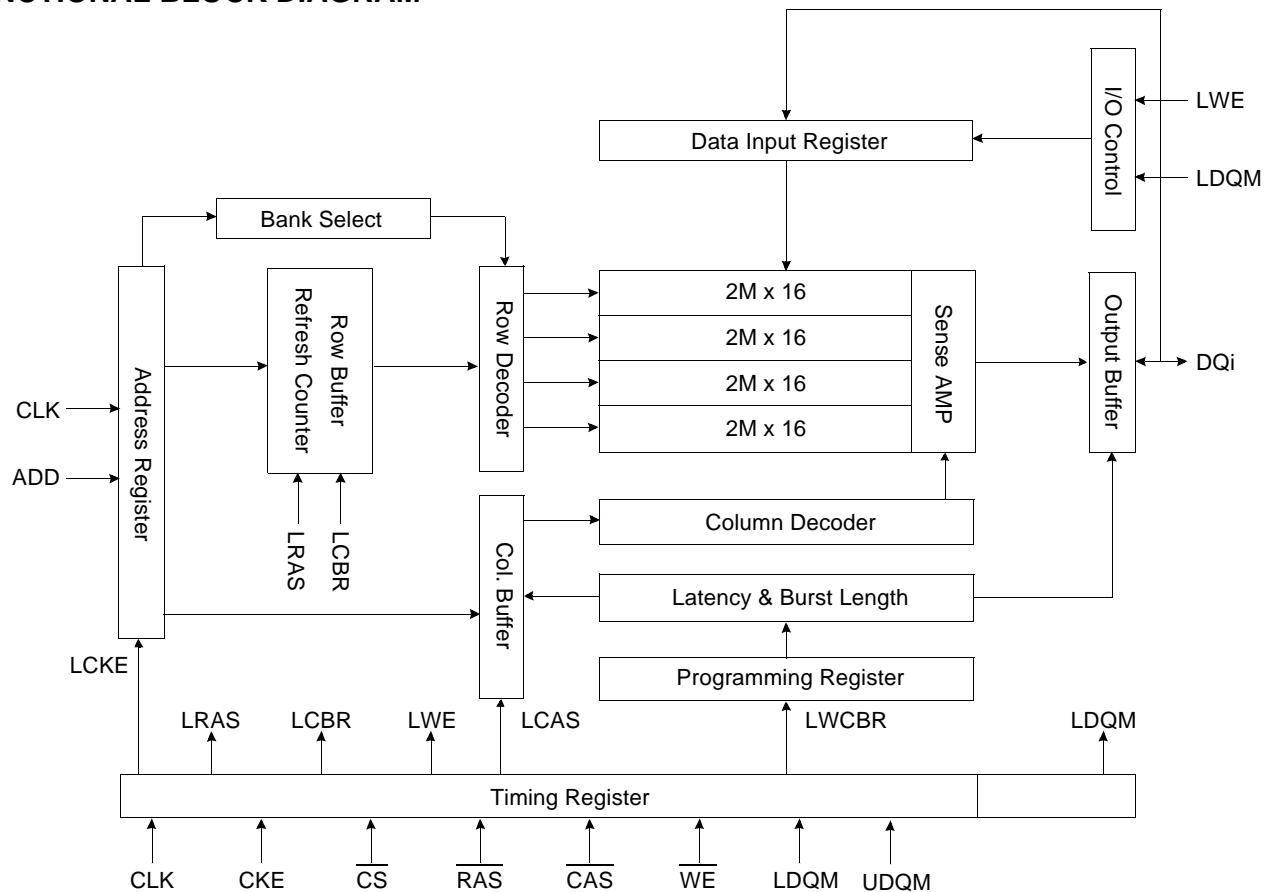 FUNCTIONAL BLOCK DIAGRAM
I/O Control
LWE
Data Input Register
LDQM
Bank Select
Address Register
Row Buffer
Refresh Counter
Row Decoder
2M x 16
2M x 16
2M x 16
2M x 16
Sense AMP
Output Buffer
DQi
CLK
ADD
LRAS
LCBR
Col. Buffer
Column Decoder
Latency & Burst Length
Programming Register
LCKE
LRAS
LCBR
LWE
LCAS
LWCBR
LDQM
Timing Register
CLK
CKE
CS
RAS
CAS
WE
LDQM
UDQM